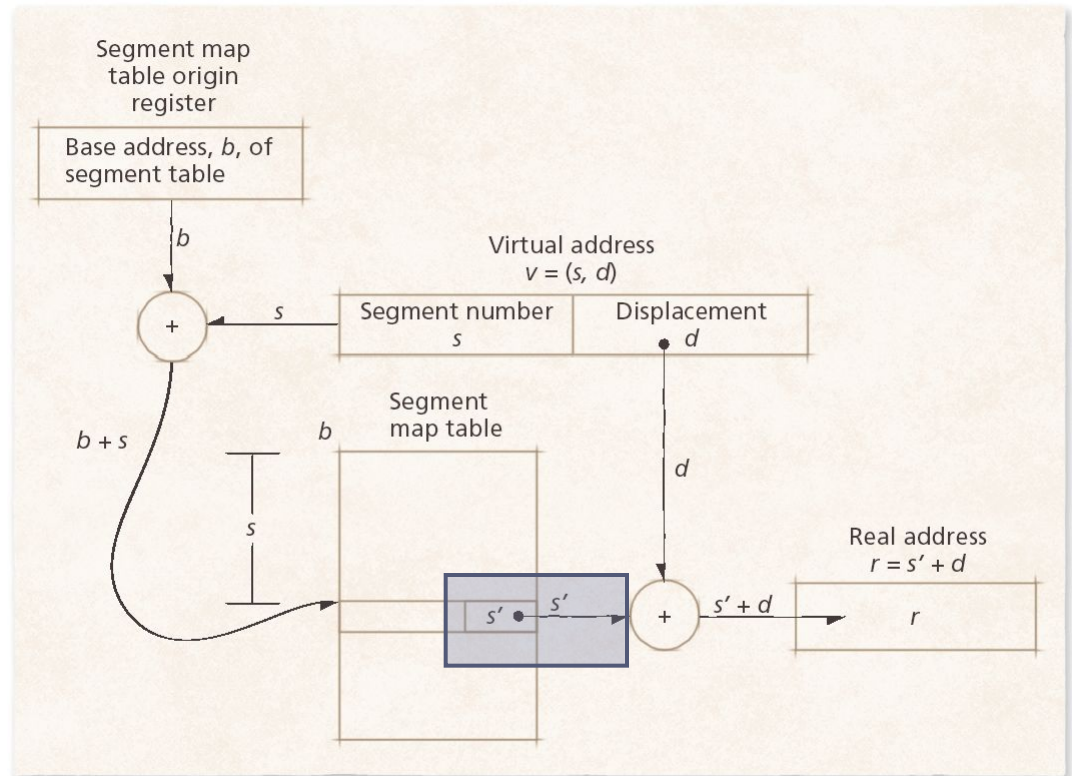 Segment map
table origin
register
Base address, b, of
segment table
b
Virtual address
v = (s, d)
s
Segment number
s
Displacement
d
+
Segment
map table
b
b + s
d
s
Real address
r = s′ + d
s′
s′
+
s′ + d
r